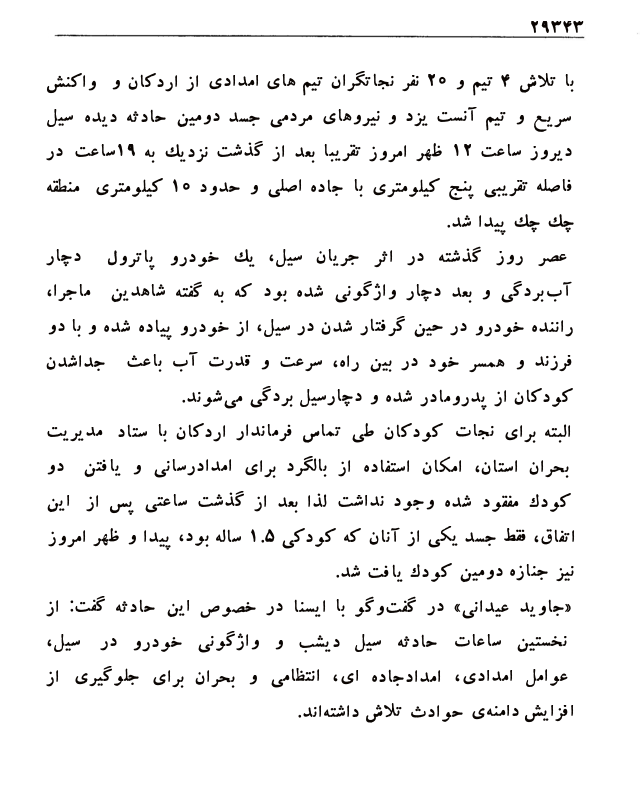 ۲۹۳۴۳
با تلاش ۴ تیم و ۲۵ نفر نجاتگران تیم های امدادی از اردکان و واکنش
سریع و تیم آنست یزد و نیروهای مردمی جسد دومین حادثه دیده سیل
دیروز ساعت ۱۲ ظهر امروز تقریبا بعد از گذشت نزدیك به ۱۹ساعت در
فاصله تقریبی پنج کیلومتری با جاده اصلی و حدود ۱۵ کیلومتری منطقه
چك چك پیدا شد.
عصر روز گذشته در اثر جریان سیل، یك خودرو پاترول دچار
آب‌بردگی و بعد دچار واژگونی شده بود که به گفته شاهدین ماجرا،
راننده خودرو در حین گرفتار شدن در سیل، از خودرو پیاده شده و با دو
فرزند و همسر خود در بین راه، سرعت و قدرت آب باعث جداشدن
کودکان از پدرومادر شده و دچارسیل بردگی می‌شوند.
البته برای نجات کودکان طی تماس فرماندار اردکان با ستاد مدیریت
بحران استان، امکان استفاده از بالگرد برای امدادرسانی و یافتن دو
کودك مفقود شده وجود نداشت لذا بعد از گذشت ساعتی پس از این
اتفاق، فقط جسد یکی از آنان که کودکی ۱.۵ ساله بود، پیدا و ظهر امروز
نیز جنازه دومین کودك یافت شد.
«جاوید عیدانی» در گفت‌وگو با ایسنا در خصوص این حادثه گفت: از
نخستین ساعات حادثه سیل دیشب و واژگونی خودرو در سیل،
عوامل امدادی، امدادجاده ای، انتظامی و بحران برای جلوگیری از
افزایش دامنه‌ی حوادث تلاش داشته‌اند.